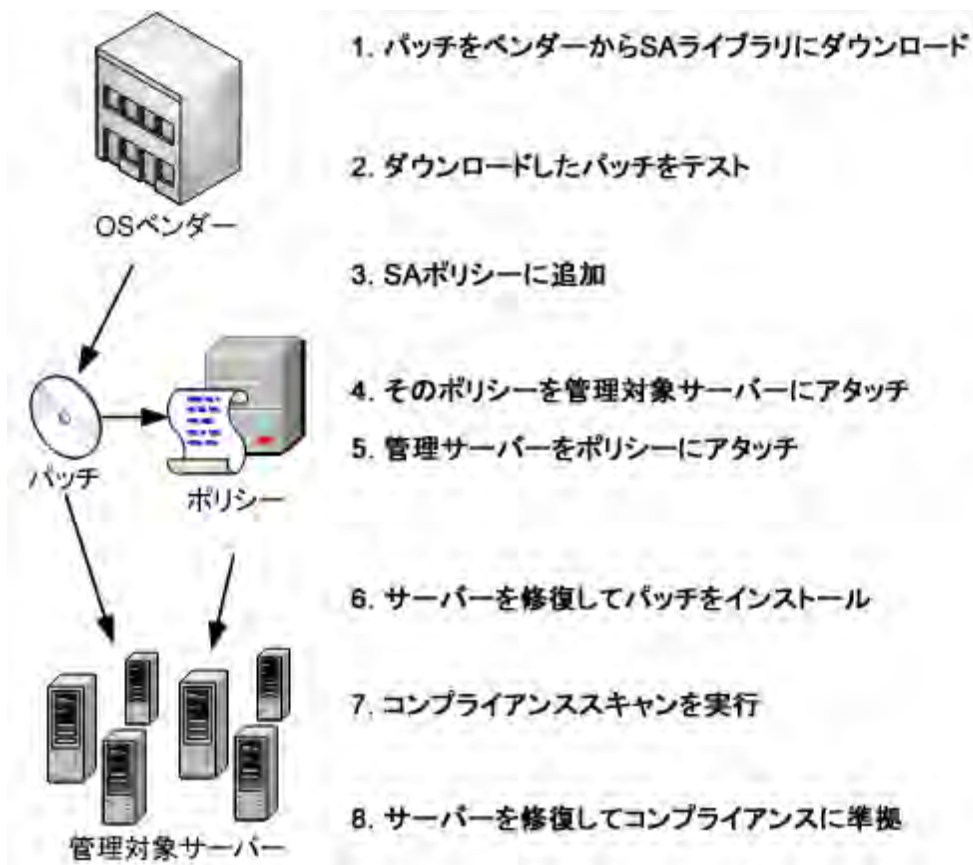 1. パッチをベンダーからSAライブラリにダウンロード
2. ダウンロードしたパッチをテスト
OSベンダー
3. SAポリシーに追加
4. そのポリシーを管理対象サーバーにアタッチ
5. 管理サーバーをポリシーにアタッチ
パッチ
ポリシー
6. サーバーを修復してパッチをインストール
7. コンプライアンススキャンを実行
8. サーバーを修復してコンプライアンスに準拠
管理対象サーバー